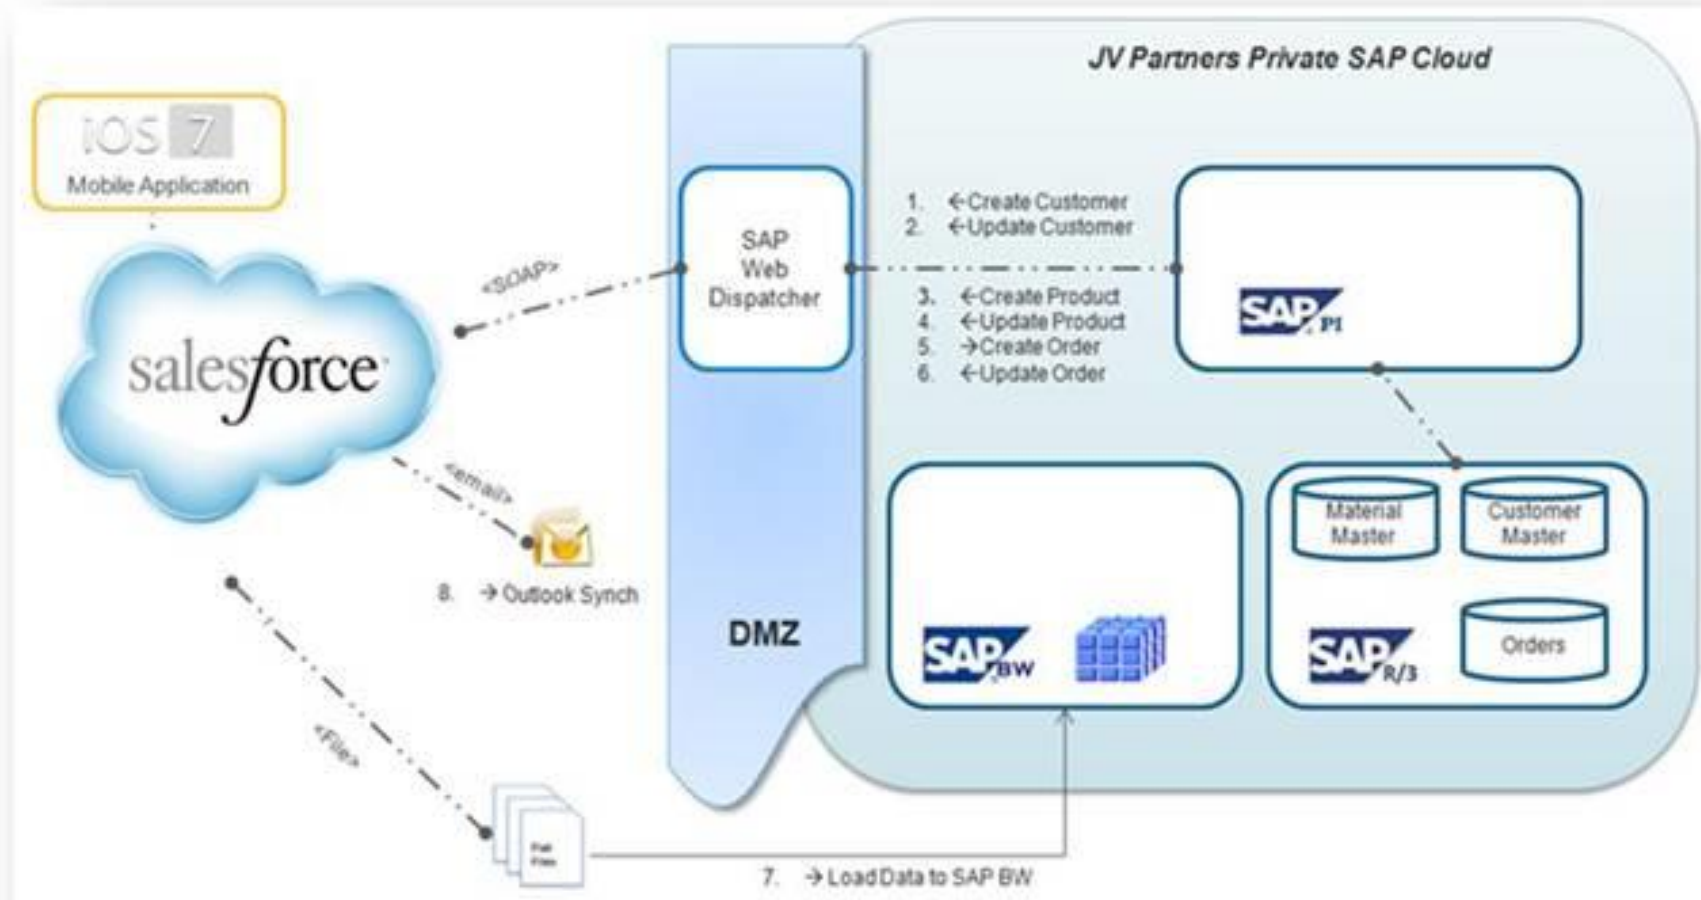 JV Partners Private SAP Cloud
iOS 7
Mobile Application
salesforce
<SOAP>
SAP
Web
Dispatcher
1. ←Create Customer
2. ←Update Customer
3. ←Create Product
4. ←Update Product
5. →Create Order
6. ←Update Order
SAP PI
<email>
8. →Outlook Synch
DMZ
SAP BW
Material
Master
Customer
Master
SAP R/3
Orders
<File>
Flat
Files
7. →Load Data to SAP BW